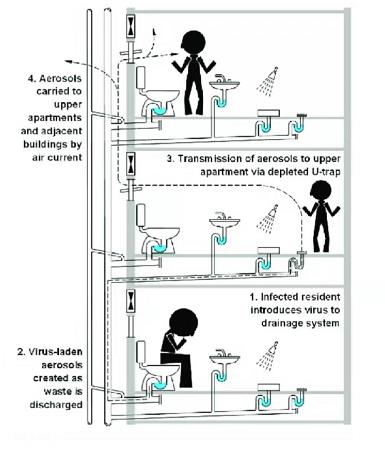 4. Aerosols
carried to
upper
apartments
and adjacent
buildings by
air current
3. Transmission of aerosols to upper
apartment via depleted U-trap
1. Infected resident
introduces virus to
drainage system
2. Virus-laden
aerosols
created as
waste is
discharged